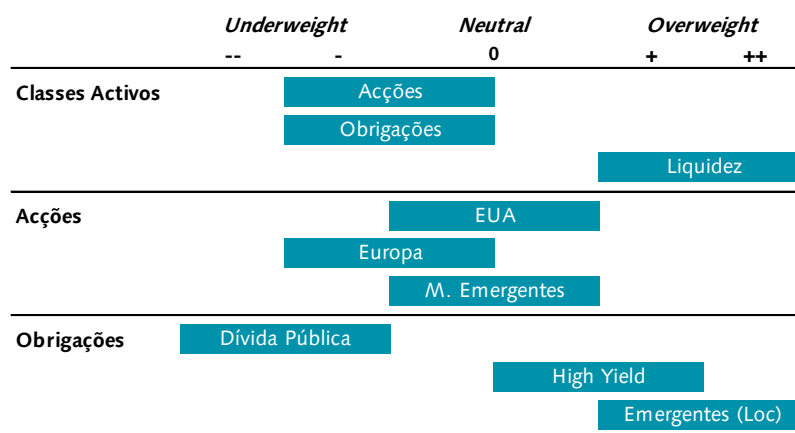 Underweight Neutral Overweight
-- - 0 + ++
Classes Activos Acções
Obrigações
Liquidez
Acções EUA
Europa
M. Emergentes
Obrigações Dívida Pública
High Yield
Emergentes (Loc)